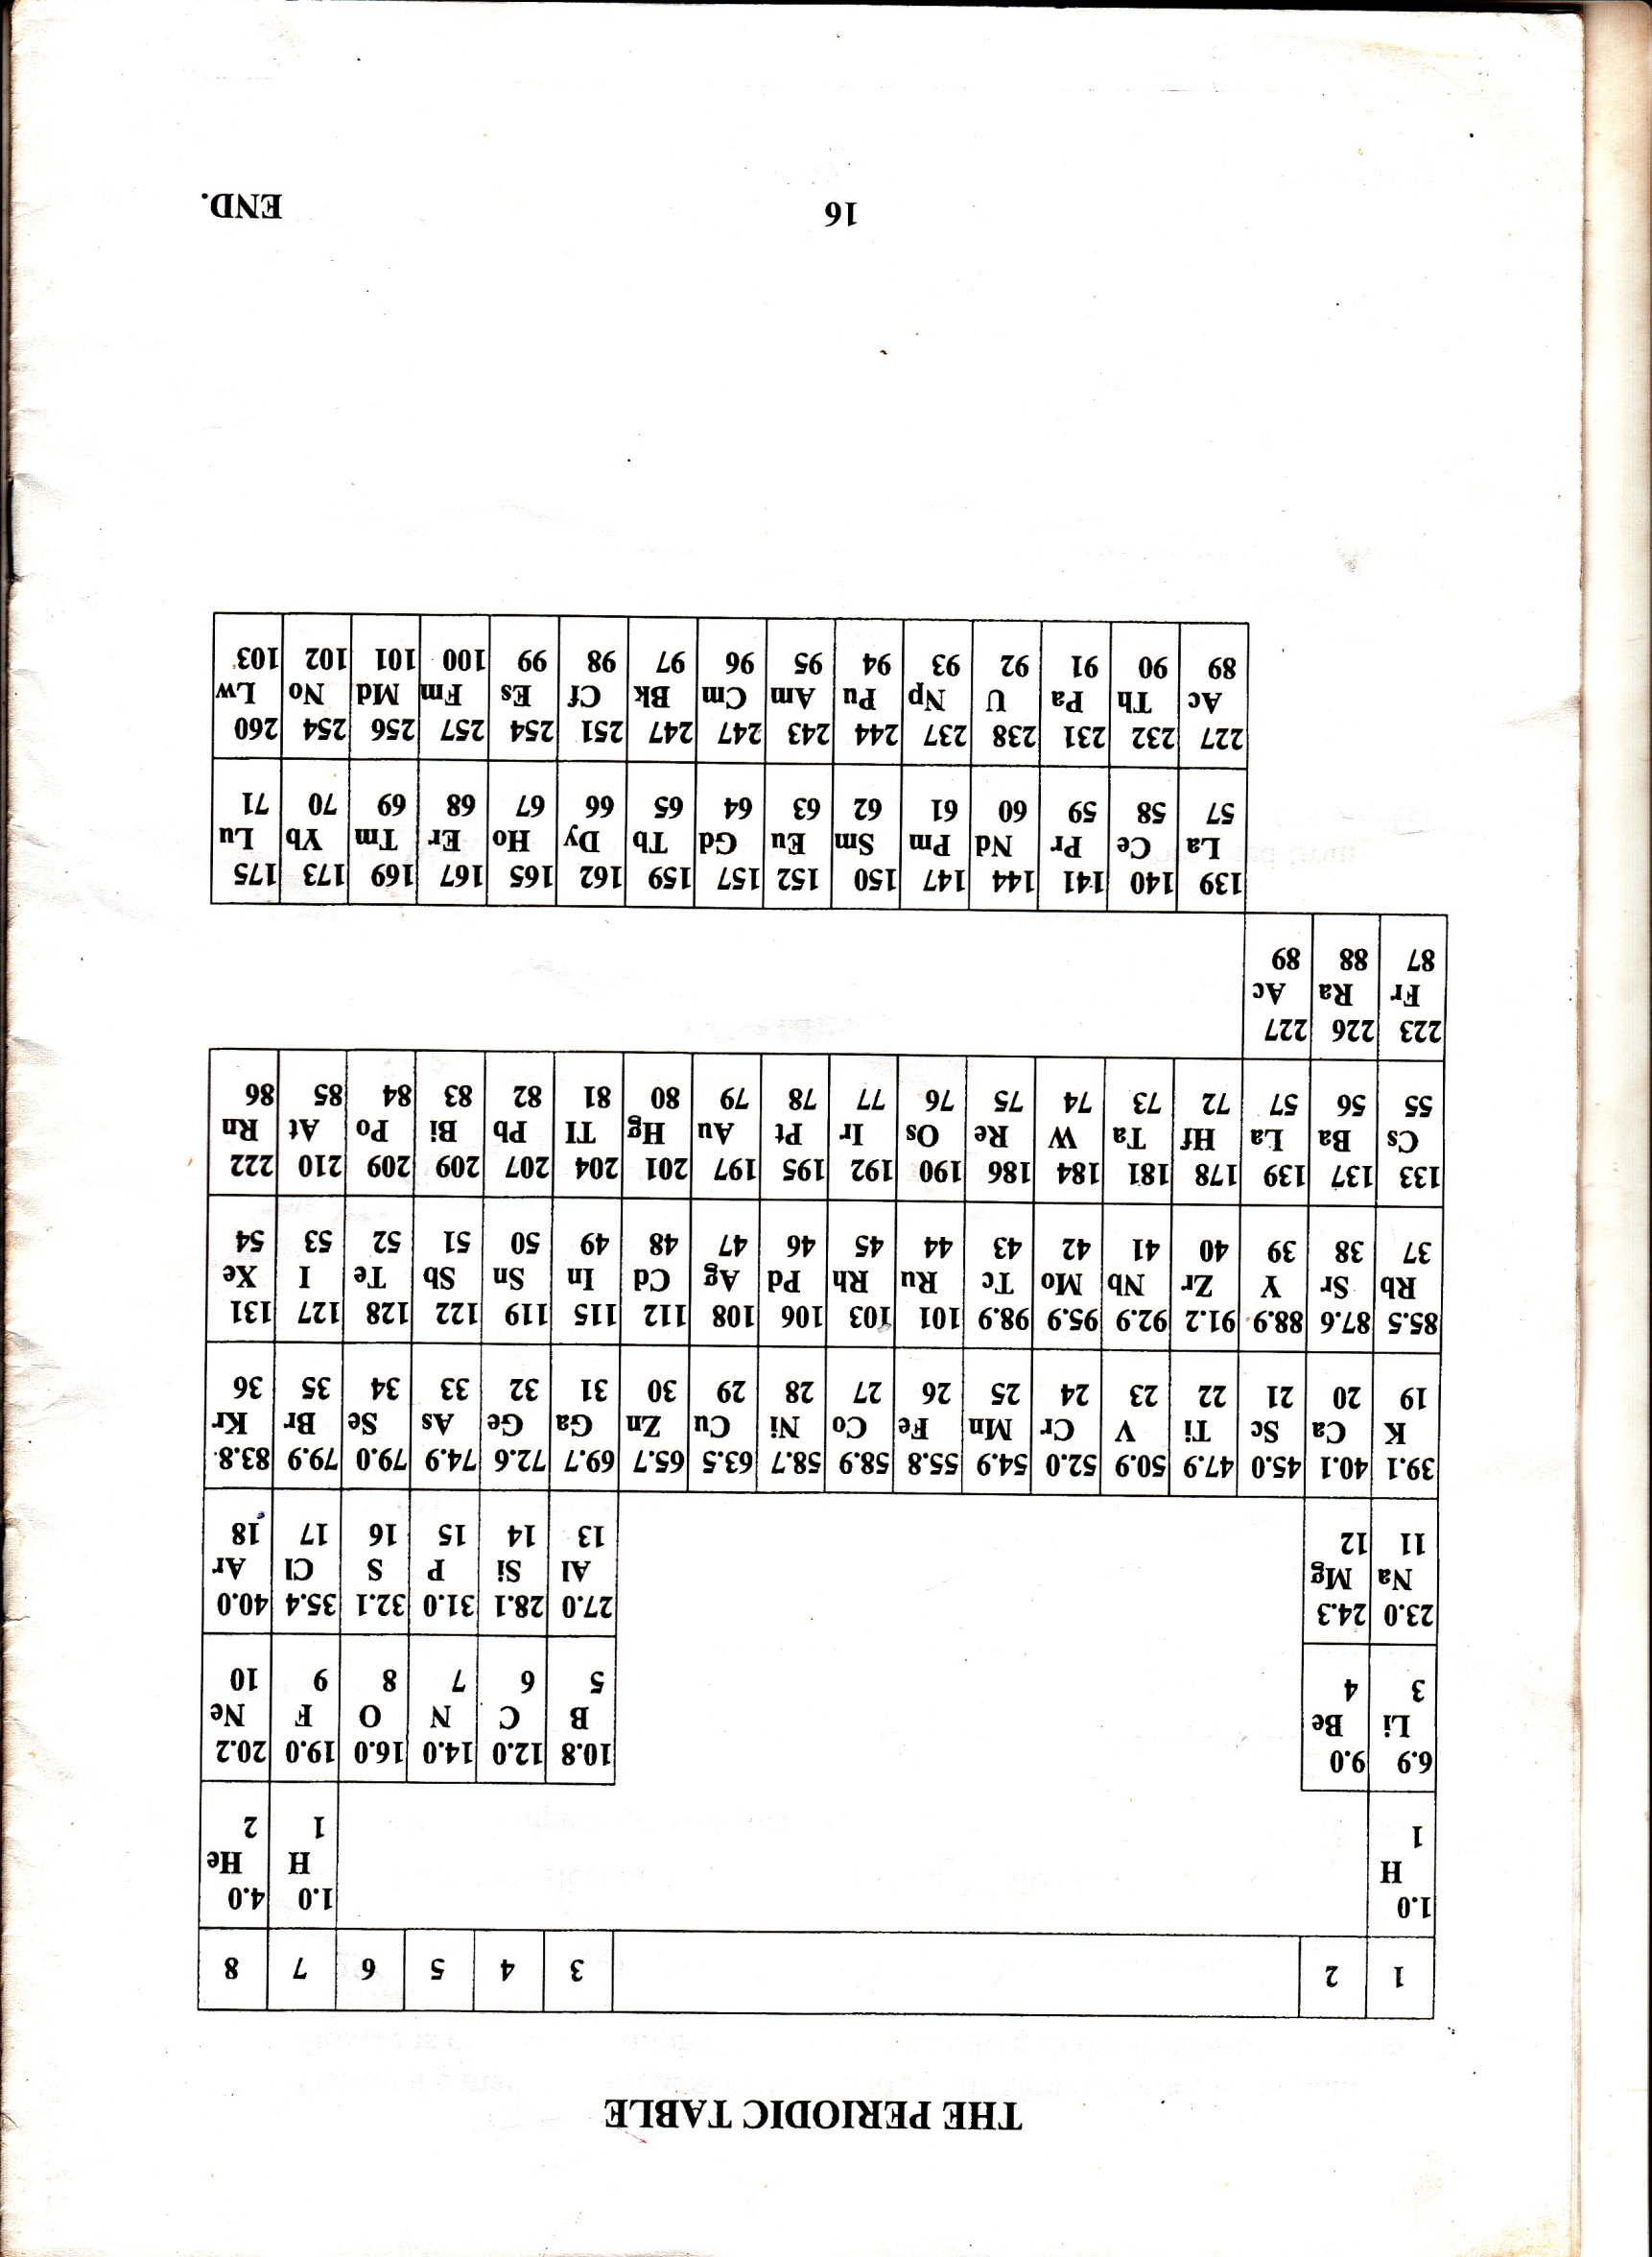 THE PERIODIC TABLE
1 2 3 4 5 6 7 8
1.0 1.0 4.0
H H He
1 1 2
6.9 9.0 10.8 12.0 14.0 16.0 19.0 20.2
Li Be B C N O F Ne
3 4 5 6 7 8 9 10
23.0 24.3 27.0 28.1 31.0 32.1 35.4 40.0
Na Mg Al Si P S Cl Ar
11 12 13 14 15 16 17 18
39.1 40.1 45.0 47.9 50.9 52.0 54.9 55.8 58.9 58.7 63.5 65.7 69.7 72.6 74.9 79.0 79.9 83.8
K Ca Sc Ti V Cr Mn Fe Co Ni Cu Zn Ga Ge As Se Br Kr
19 20 21 22 23 24 25 26 27 28 29 30 31 32 33 34 35 36
85.5 87.6 88.9 91.2 92.9 95.9 98.9 101 103 106 108 112 115 119 122 128 127 131
Rb Sr Y Zr Nb Mo Tc Ru Rh Pd Ag Cd In Sn Sb Te I Xe
37 38 39 40 41 42 43 44 45 46 47 48 49 50 51 52 53 54
133 137 139 178 181 184 186 190 192 195 197 201 204 207 209 209 210 222
Cs Ba La Hf Ta W Re Os Ir Pt Au Hg TI Pb Bi Po At Rn
55 56 57 72 73 74 75 76 77 78 79 80 81 82 83 84 85 86
223 226 227
Fr Ra Ac
87 88 89
139 140 141 144 147 150 152 157 159 162 165 167 169 173 175
La Ce Pr Nd Pm Sm Eu Gd Tb Dy Ho Er Tm Yb Lu
57 58 59 60 61 62 63 64 65 66 67 68 69 70 71
227 232 231 238 237 244 243 247 247 251 254 257 256 254 260
Ac Th Pa U Np Pu Am Cm Bk Cf Es Fm Md No Lw
89 90 91 92 93 94 95 96 97 98 99 100 101 102 103
16
END.